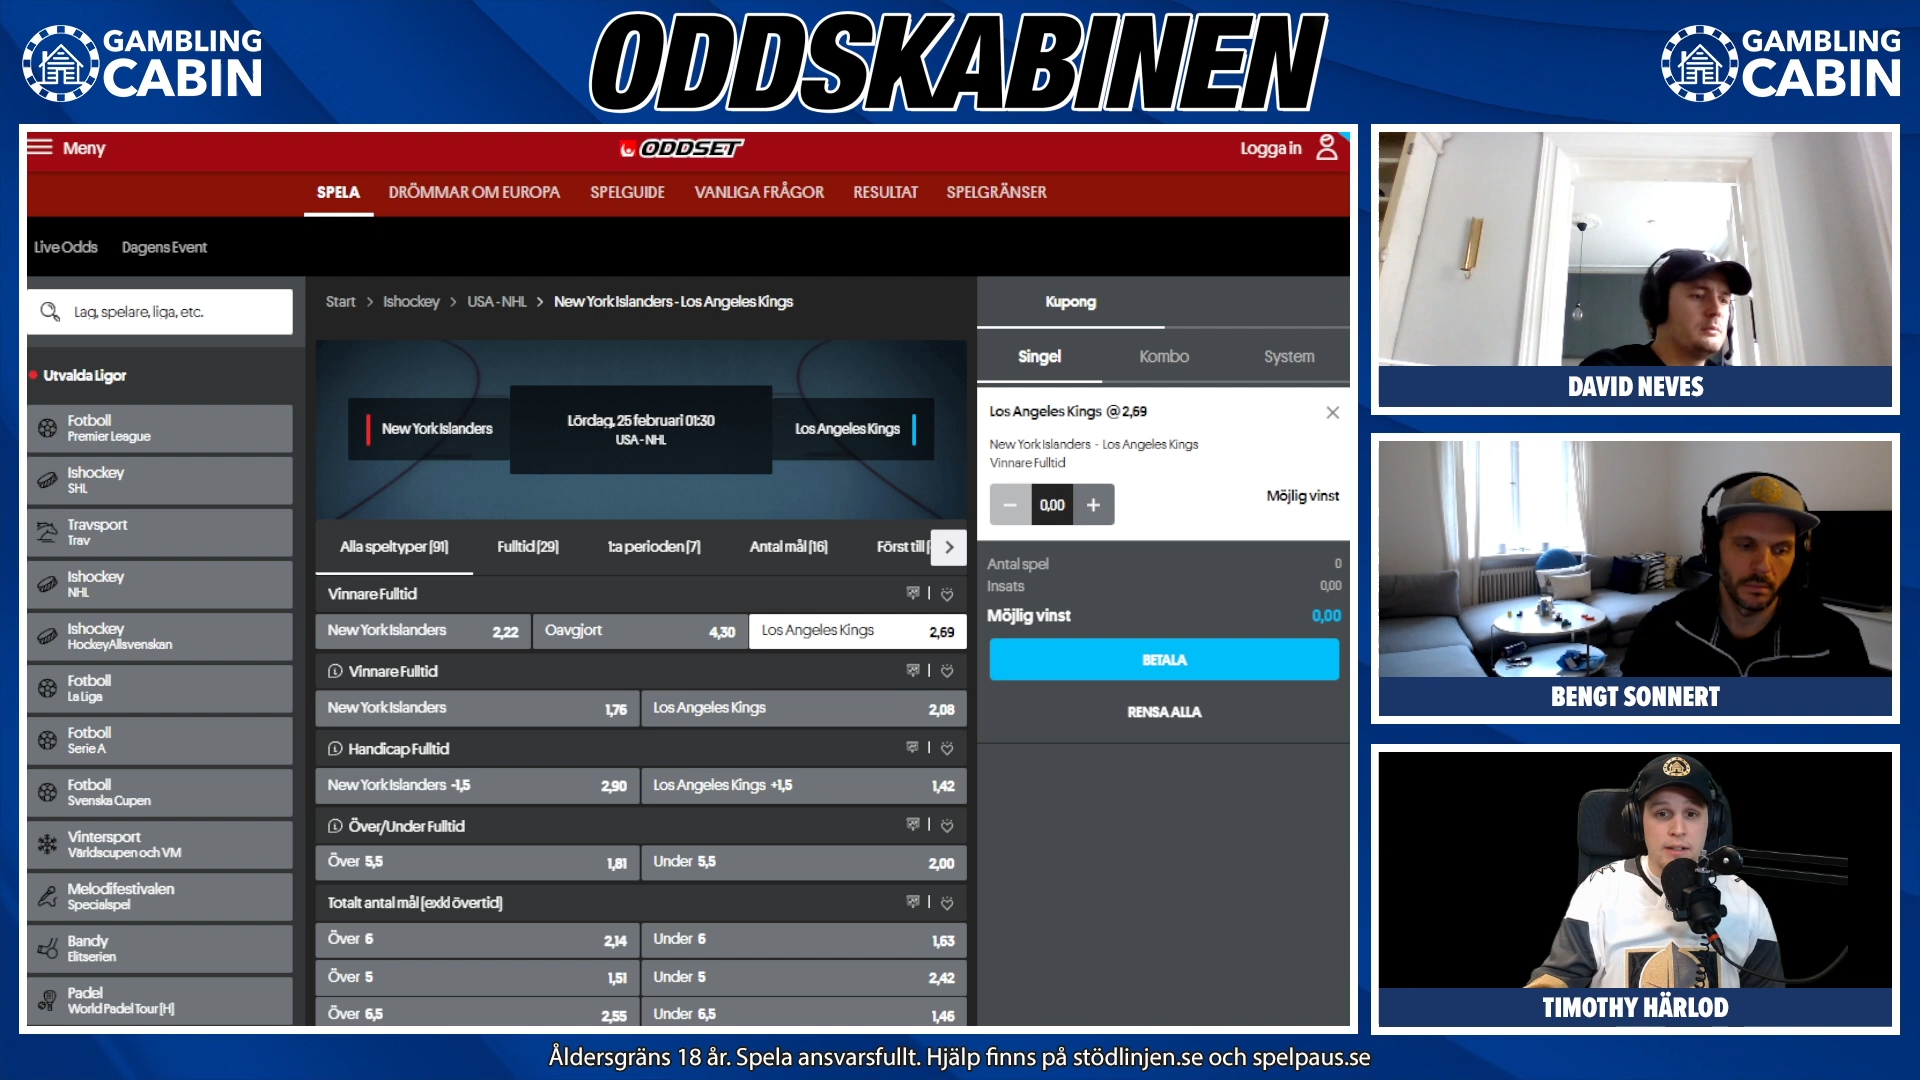 GAMBLING
CABIN
ODDSKABINEN
GAMBLING
CABIN
Meny
ODDSET
Logga in
SPELA
DRÖMMAR OM EUROPA
SPELGUIDE
VANLIGA FRÅGOR
RESULTAT
SPELGRÄNSER
Live Odds
Dagens Event
Lag, spelare, liga, etc.
Utvalda Ligor
Fotboll
Premier League
Ishockey
SHL
Travsport
Trav
Ishockey
NHL
Ishockey
HockeyAllsvenskan
Fotboll
La Liga
Fotboll
Serie A
Fotboll
Svenska Cupen
Vintersport
Världscupen och VM
Melodifestivalen
Specialspel
Bandy
Elitserien
Padel
World Padel Tour [H]
Start > Ishockey > USA - NHL > New York Islanders - Los Angeles Kings
New York Islanders
Lördag, 25 februari 01:30
USA - NHL
Los Angeles Kings
Alla speltyper [91]
Fulltid [29]
1:a perioden [7]
Antal mål [16]
Först till
Vinnare Fulltid
New York Islanders 2,22
Oavgjort 4,30
Los Angeles Kings 2,69
Vinnare Fulltid
New York Islanders 1,76
Los Angeles Kings 2,08
Handicap Fulltid
New York Islanders -1,5 2,90
Los Angeles Kings +1,5 1,42
Över/Under Fulltid
Över 5,5 1,81
Under 5,5 2,00
Totalt antal mål [exkl övertid]
Över 6 2,14
Under 6 1,63
Över 5 1,51
Under 5 2,42
Över 6,5 2,55
Under 6,5 1,46
Kupong
Singel
Kombo
System
Los Angeles Kings @ 2,69
New York Islanders - Los Angeles Kings
Vinnare Fulltid
0,00
Möjlig vinst
Antal spel 0
Insats 0,00
Möjlig vinst 0,00
BETALA
RENSA ALLA
DAVID NEVES
BENGT SONNERT
TIMOTHY HÄRLOD
Åldersgräns 18 år. Spela ansvarsfullt. Hjälp finns på stödlinjen.se och spelpaus.se